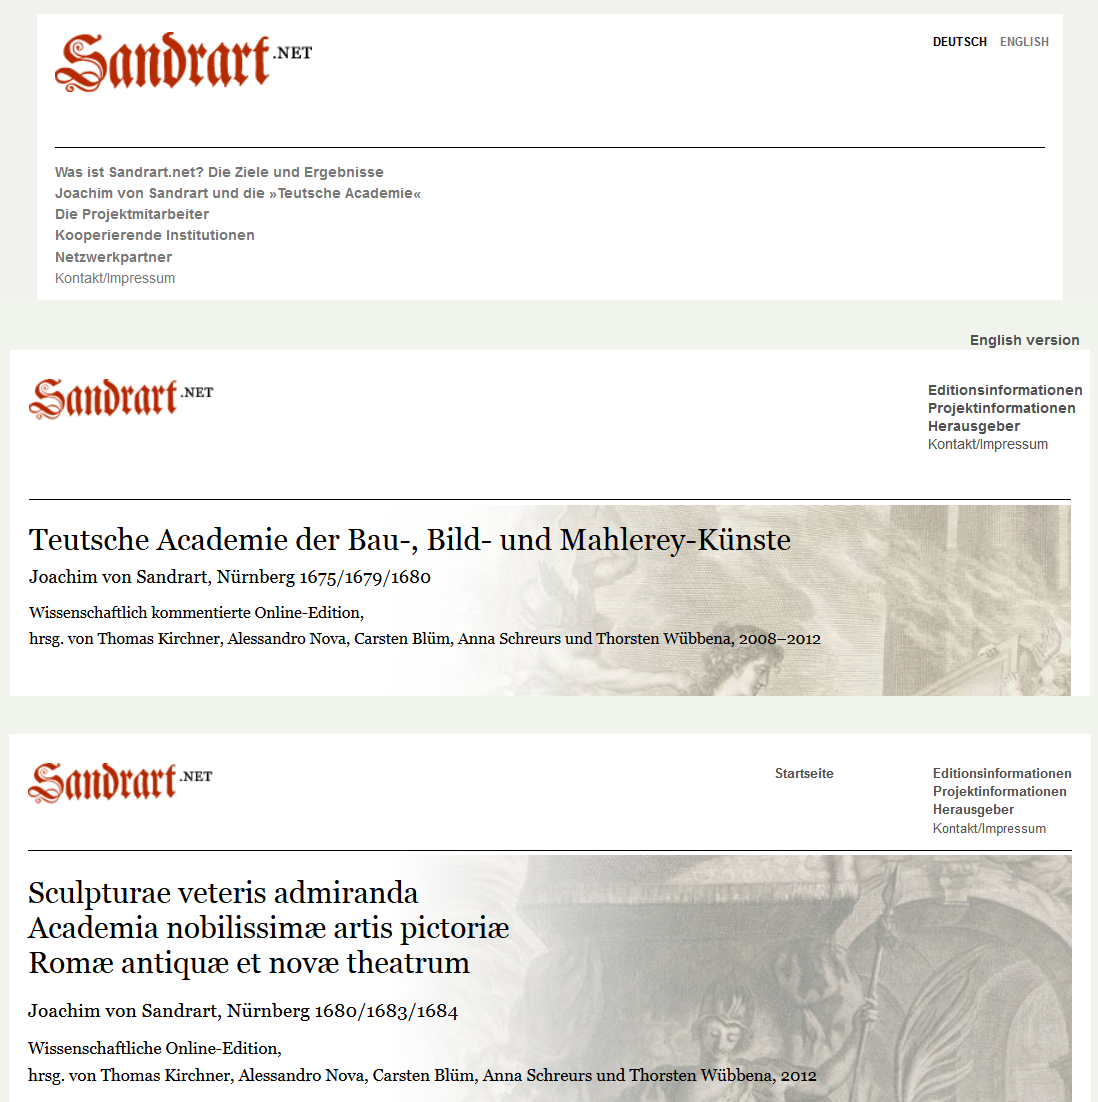 Sandrart.NET
DEUTSCH ENGLISH
Was ist Sandrart.net? Die Ziele und Ergebnisse
Joachim von Sandrart und die »Teutsche Academie«
Die Projektmitarbeiter
Kooperierende Institutionen
Netzwerkpartner
Kontakt/Impressum
English version
Sandrart.NET
Editionsinformationen
Projektinformationen
Herausgeber
Kontakt/Impressum
Teutsche Academie der Bau-, Bild- und Mahlerey-Künste
Joachim von Sandrart, Nürnberg 1675/1679/1680
Wissenschaftlich kommentierte Online-Edition,
hrsg. von Thomas Kirchner, Alessandro Nova, Carsten Blüm, Anna Schreurs und Thorsten Wübbena, 2008–2012
Sandrart.NET
Startseite
Editionsinformationen
Projektinformationen
Herausgeber
Kontakt/Impressum
Sculpturae veteris admiranda
Academia nobilissimæ artis pictoriæ
Romæ antiquæ et novæ theatrum
Joachim von Sandrart, Nürnberg 1680/1683/1684
Wissenschaftliche Online-Edition,
hrsg. von Thomas Kirchner, Alessandro Nova, Carsten Blüm, Anna Schreurs und Thorsten Wübbena, 2012